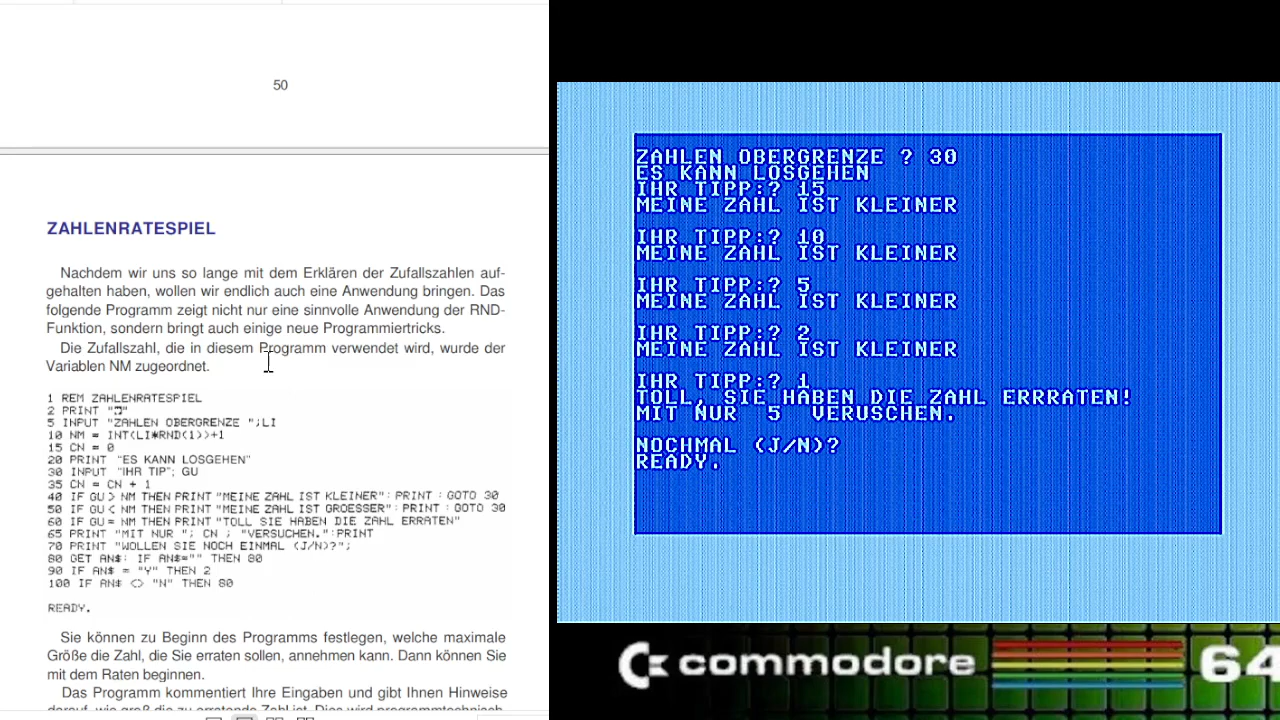 50
ZAHLENRATESPIEL
Nachdem wir uns so lange mit dem Erklären der Zufallszahlen auf-
gehalten haben, wollen wir endlich auch eine Anwendung bringen. Das
folgende Programm zeigt nicht nur eine sinnvolle Anwendung der RND-
Funktion, sondern bringt auch einige neue Programmiertricks.
Die Zufallszahl, die in diesem Programm verwendet wird, wurde der
Variablen NM zugeordnet.
1 REM ZAHLENRATESPIEL
2 PRINT "
5 INPUT "ZAHLEN OBERGRENZE ";LI
10 NM = INT(LI*RND(1))+1
15 CN = 0
20 PRINT "ES KANN LOSGEHEN"
30 INPUT "IHR TIP"; GU
35 CN = CN + 1
40 IF GU > NM THEN PRINT "MEINE ZAHL IST KLEINER": PRINT : GOTO 30
50 IF GU < NM THEN PRINT "MEINE ZAHL IST GROESSER": PRINT : GOTO 30
60 IF GU = NM THEN PRINT "TOLL SIE HABEN DIE ZAHL ERRATEN"
65 PRINT "MIT NUR "; CN ; "VERSUCHEN.":PRINT
70 PRINT "WOLLEN SIE NOCH EINMAL (J/N)?";
80 GET AN$: IF AN$="" THEN 80
90 IF AN$ = "Y" THEN 2
100 IF AN$ <> "N" THEN 80
READY.
Sie können zu Beginn des Programms festlegen, welche maximale
Größe die Zahl, die Sie erraten sollen, annehmen kann. Dann können Sie
mit dem Raten beginnen.
Das Programm kommentiert Ihre Eingaben und gibt Ihnen Hinweise
ZAHLEN OBERGRENZE ? 30
ES KANN LOSGEHEN
IHR TIPP:? 15
MEINE ZAHL IST KLEINER
IHR TIPP:? 10
MEINE ZAHL IST KLEINER
IHR TIPP:? 5
MEINE ZAHL IST KLEINER
IHR TIPP:? 2
MEINE ZAHL IST KLEINER
IHR TIPP:? 1
TOLL, SIE HABEN DIE ZAHL ERRRATEN!
MIT NUR 5 VERUSCHEN.
NOCHMAL (J/N)?
READY.
commodore 64